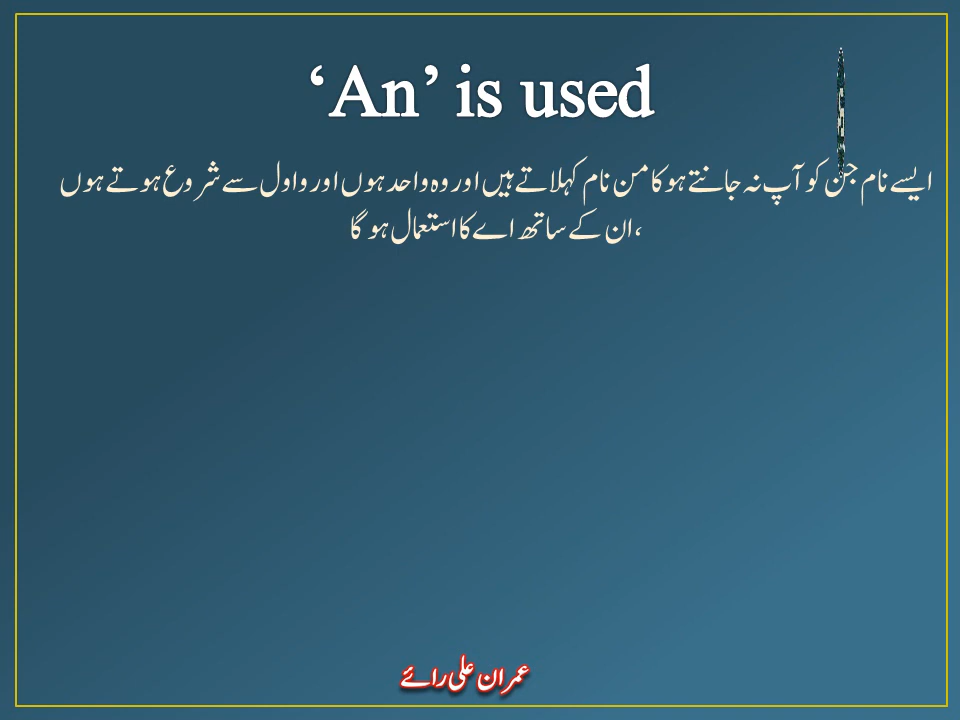 ‘An’ is used
ایسے نام جن کو آپ نہ جانتے ہو کامن نام کہلاتے ہیں اور وہ واحد ہوں اور واول سے شروع ہوتے ہوں
،ان کے ساتھ اے کا استعمال ہو گا
عمران علی رائے